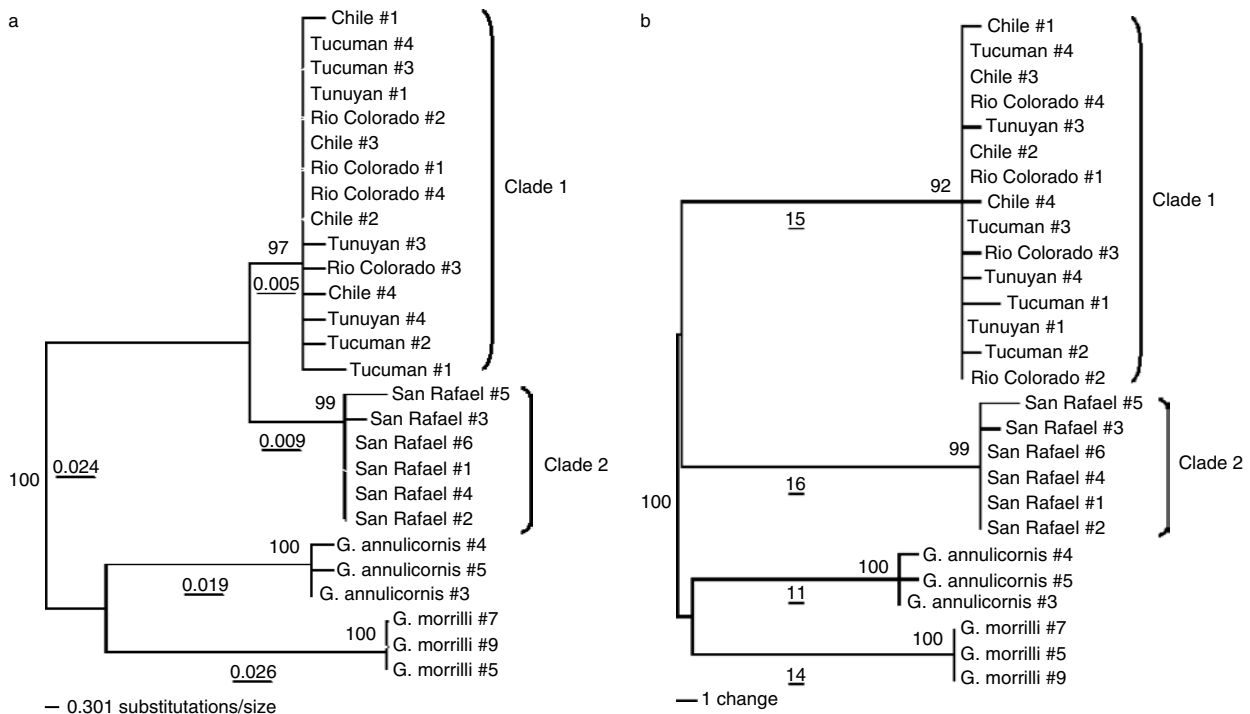 a
Chile #1
Tucuman #4
Tucuman #3
Tunuyan #1
Rio Colorado #2
Chile #3
Rio Colorado #1
Rio Colorado #4
Chile #2
Tunuyan #3
Rio Colorado #3
Chile #4
Tunuyan #4
Tucuman #2
Tucuman #1
97
0.005
Clade 1
San Rafael #5
San Rafael #3
San Rafael #6
San Rafael #1
San Rafael #4
San Rafael #2
99
0.009
Clade 2
100
0.024
G. annulicornis #4
G. annulicornis #5
G. annulicornis #3
100
0.019
G. morrilli #7
G. morrilli #9
G. morrilli #5
100
0.026
0.301 substitutions/size
b
Chile #1
Tucuman #4
Chile #3
Rio Colorado #4
Tunuyan #3
Chile #2
Rio Colorado #1
Chile #4
Tucuman #3
Rio Colorado #3
Tunuyan #4
Tucuman #1
Tunuyan #1
Tucuman #2
Rio Colorado #2
92
15
Clade 1
San Rafael #5
San Rafael #3
San Rafael #6
San Rafael #4
San Rafael #1
San Rafael #2
99
16
Clade 2
100
G. annulicornis #4
G. annulicornis #5
G. annulicornis #3
100
11
G. morrilli #7
G. morrilli #5
G. morrilli #9
100
14
1 change